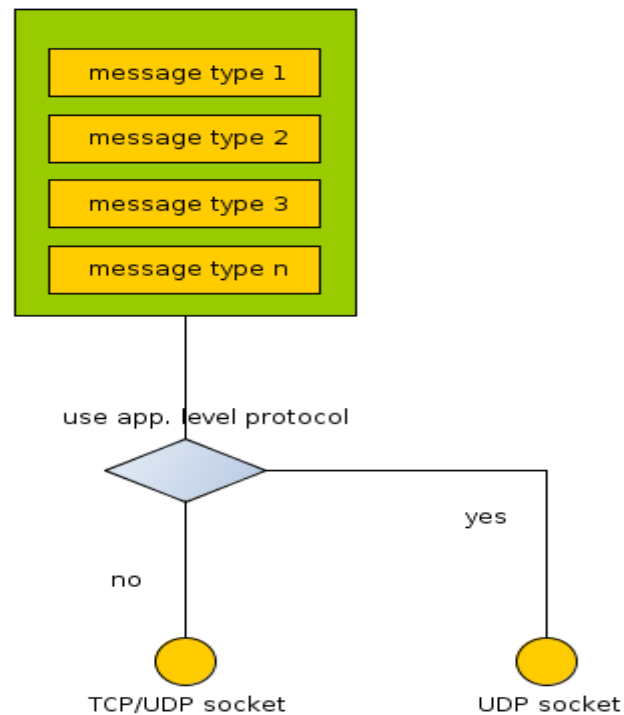 message type 1
message type 2
message type 3
message type n
use app. level protocol
yes
no
TCP/UDP socket
UDP socket